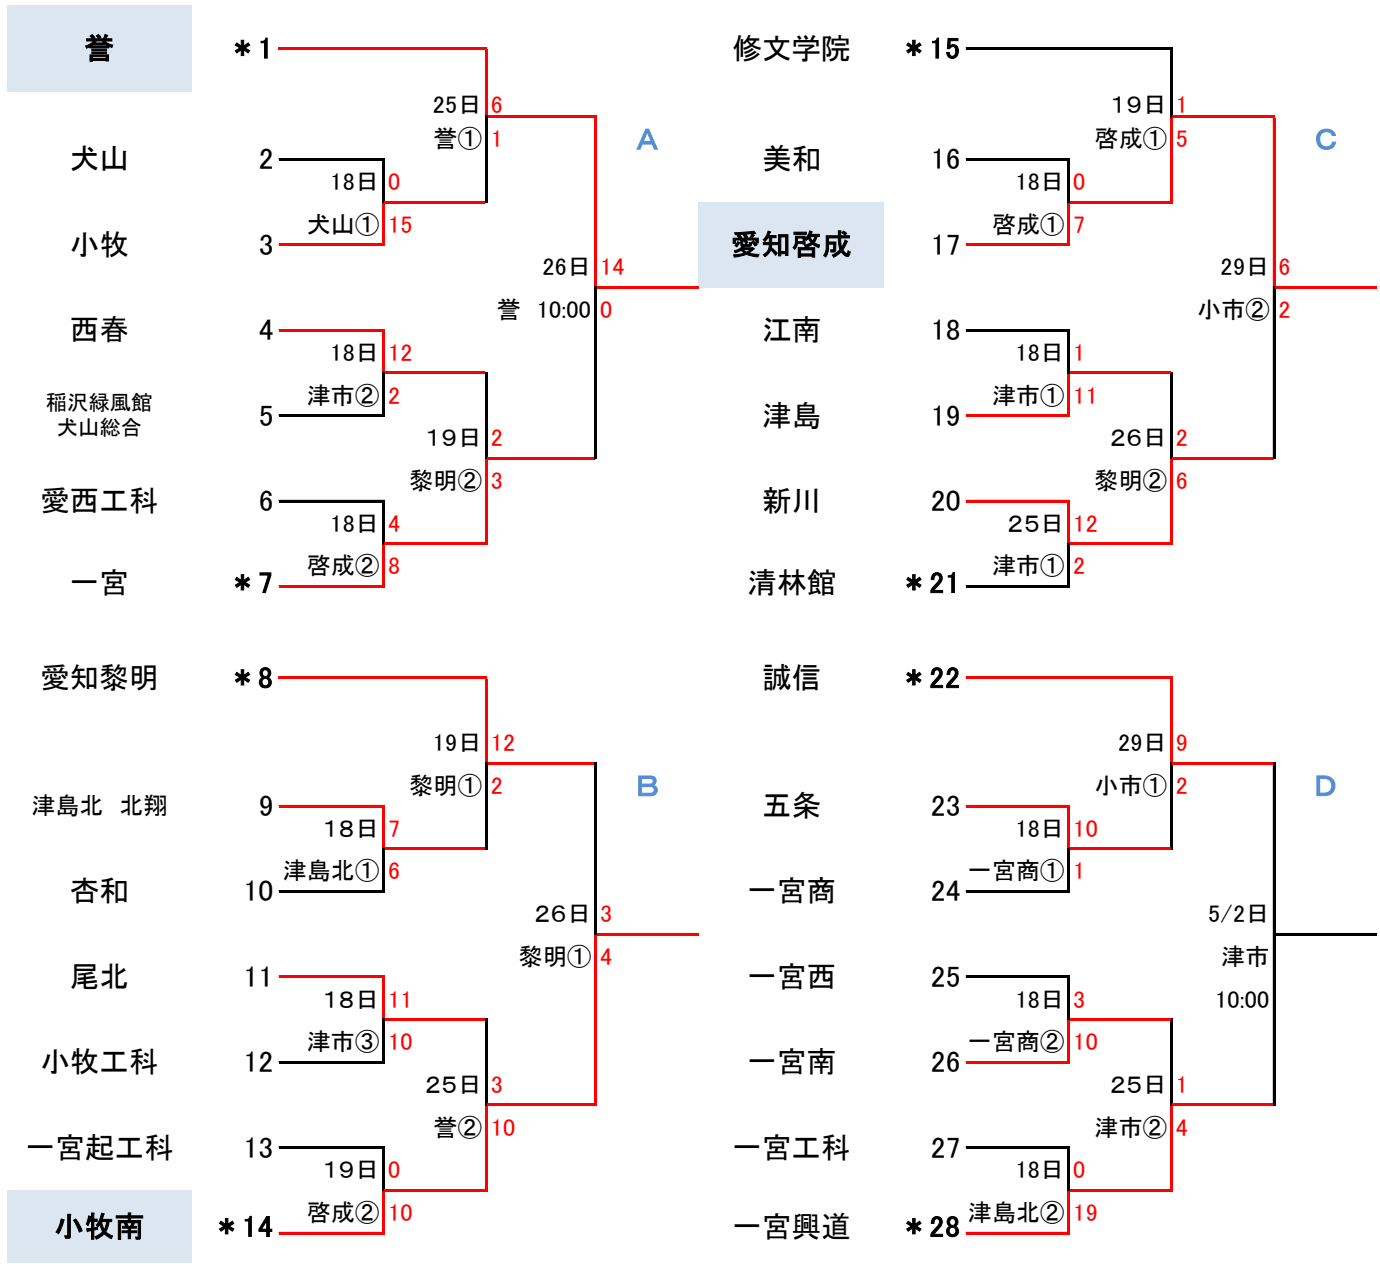 誉 *1
25日 6
誉① 1
A
犬山 2
18日 0
犬山① 15
小牧 3
26日 14
誉 10:00 0
西春 4
18日 12
津市② 2
稲沢緑風館
犬山総合
5
19日 2
黎明② 3
愛西工科 6
18日 4
啓成② 8
一宮 *7
愛知黎明 *8
19日 12
黎明① 2
B
津島北 北翔 9
18日 7
津島北① 6
杏和 10
26日 3
黎明① 4
尾北 11
18日 11
津市③ 10
小牧工科 12
25日 3
誉② 10
一宮起工科 13
19日 0
啓成② 10
小牧南 *14
修文学院 *15
19日 1
啓成① 5
C
美和 16
18日 0
啓成① 7
愛知啓成 17
29日 6
小市② 2
江南 18
18日 1
津市① 11
津島 19
26日 2
黎明② 6
新川 20
25日 12
津市① 2
清林館 *21
誠信 *22
29日 9
小市① 2
D
五条 23
18日 10
一宮商① 1
一宮商 24
5/2日
津市
10:00
一宮西 25
18日 3
一宮商② 10
一宮南 26
25日 1
津市② 4
一宮工科 27
18日 0
津島北② 19
一宮興道 *28